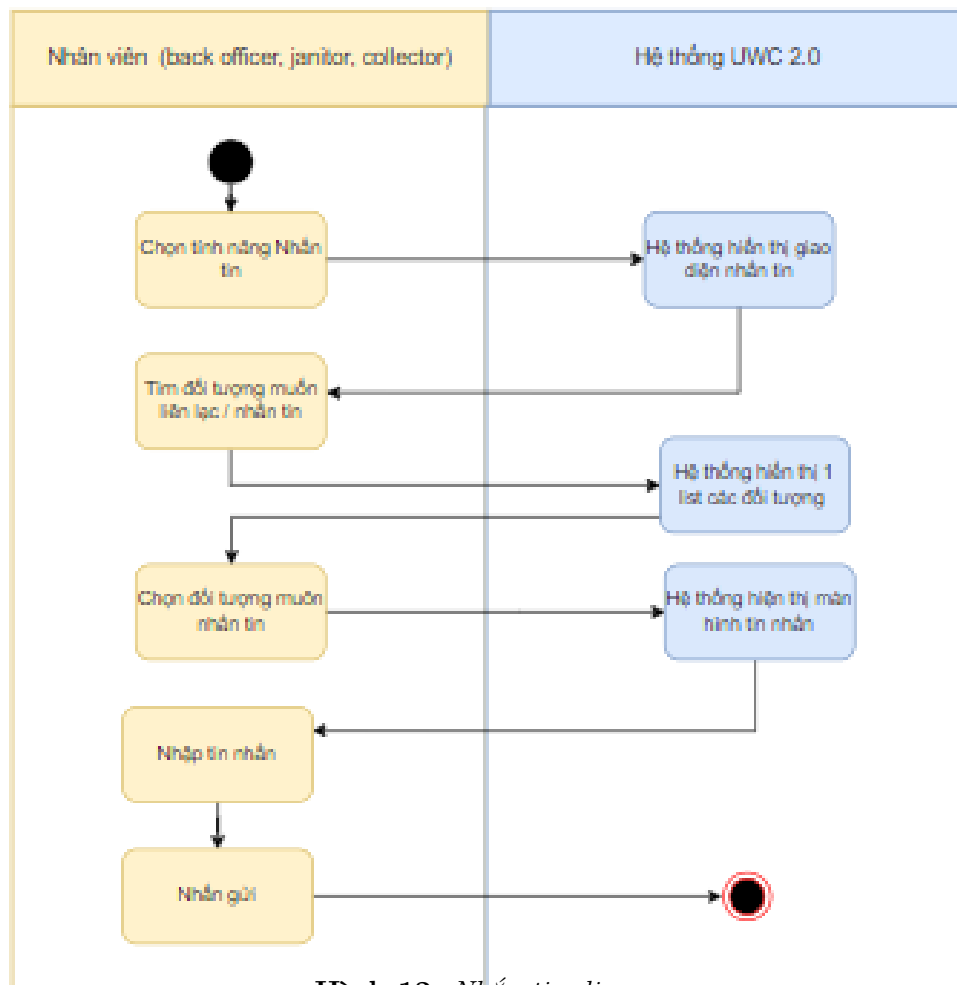 Nhân viên (back officer, janitor, collector)
Hệ thống UWC 2.0
Chọn tính năng Nhắn
tin
Hệ thống hiển thị giao
diện nhắn tin
Tìm đối tượng muốn
liên lạc / nhắn tin
Hệ thống hiển thị 1
list các đối tượng
Chọn đối tượng muốn
nhắn tin
Hệ thống hiện thị màn
hình tin nhắn
Nhập tin nhắn
Nhấn gửi